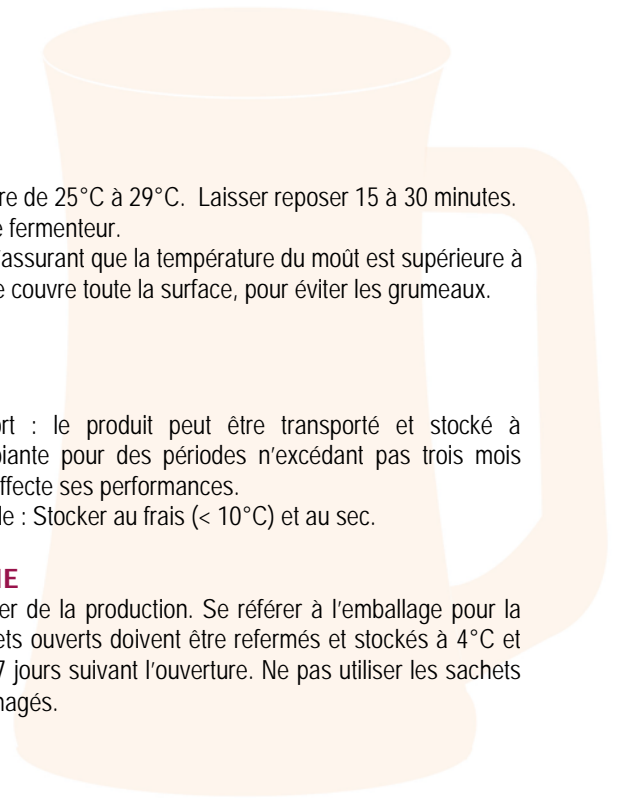 re de 25°C à 29°C. Laisser reposer 15 à 30 minutes.
e fermenteur.
'assurant que la température du moût est supérieure à
e couvre toute la surface, pour éviter les grumeaux.
ort : le produit peut être transporté et stocké à
biante pour des périodes n'excédant pas trois mois
ffecte ses performances.
de : Stocker au frais (< 10°C) et au sec.
IE
er de la production. Se référer à l'emballage pour la
ets ouverts doivent être refermés et stockés à 4°C et
7 jours suivant l'ouverture. Ne pas utiliser les sachets
nagés.